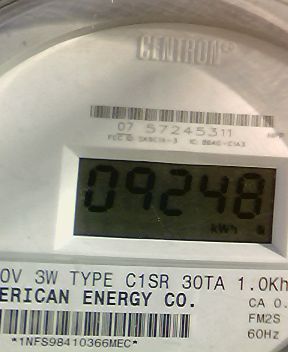 CENTRON®
07 57245311
09248
kWh
0V 3W TYPE C1SR 30TA 1.0Kh
ERICAN ENERGY CO.
CA 0.
FM2S
60Hz
*1NFS98410366MEC*